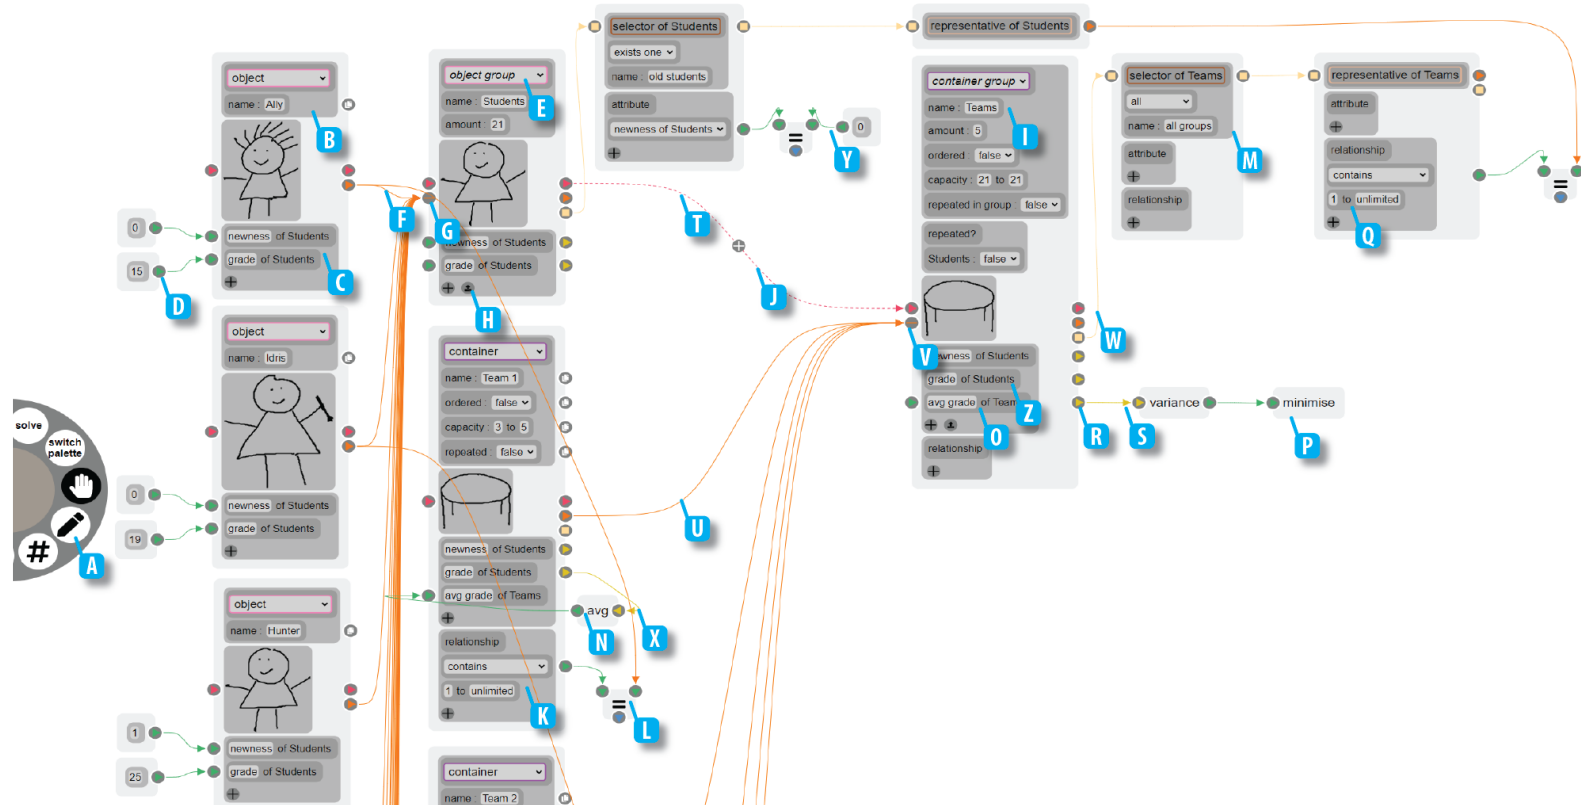 solve
switch
palette
#
A
object
name : Ally
B
0
15
D
newness of Students
grade of Students
C
object
name : Idris
0
19
newness of Students
grade of Students
object
name : Hunter
1
25
newness of Students
grade of Students
F
object group
E
name : Students
amount : 21
G
newness of Students
grade of Students
H
container
name : Team 1
ordered : false
capacity : 3 to 5
repeated : false
newness of Students
grade of Students
avg grade of Teams
relationship
contains
1 to unlimited
K
container
name : Team 2
avg
N
X
=
L
selector of Students
exists one
name : old students
attribute
newness of Students
=
0
Y
T
J
U
representative of Students
container group
name : Teams
I
amount : 5
ordered : false
capacity : 21 to 21
repeated in group : false
repeated?
Students : false
V
newness of Students
grade of Students
Z
avg grade of Team
O
relationship
W
R
S
variance
minimise
P
selector of Teams
all
name : all groups
M
attribute
relationship
representative of Teams
attribute
relationship
contains
1 to unlimited
Q
=